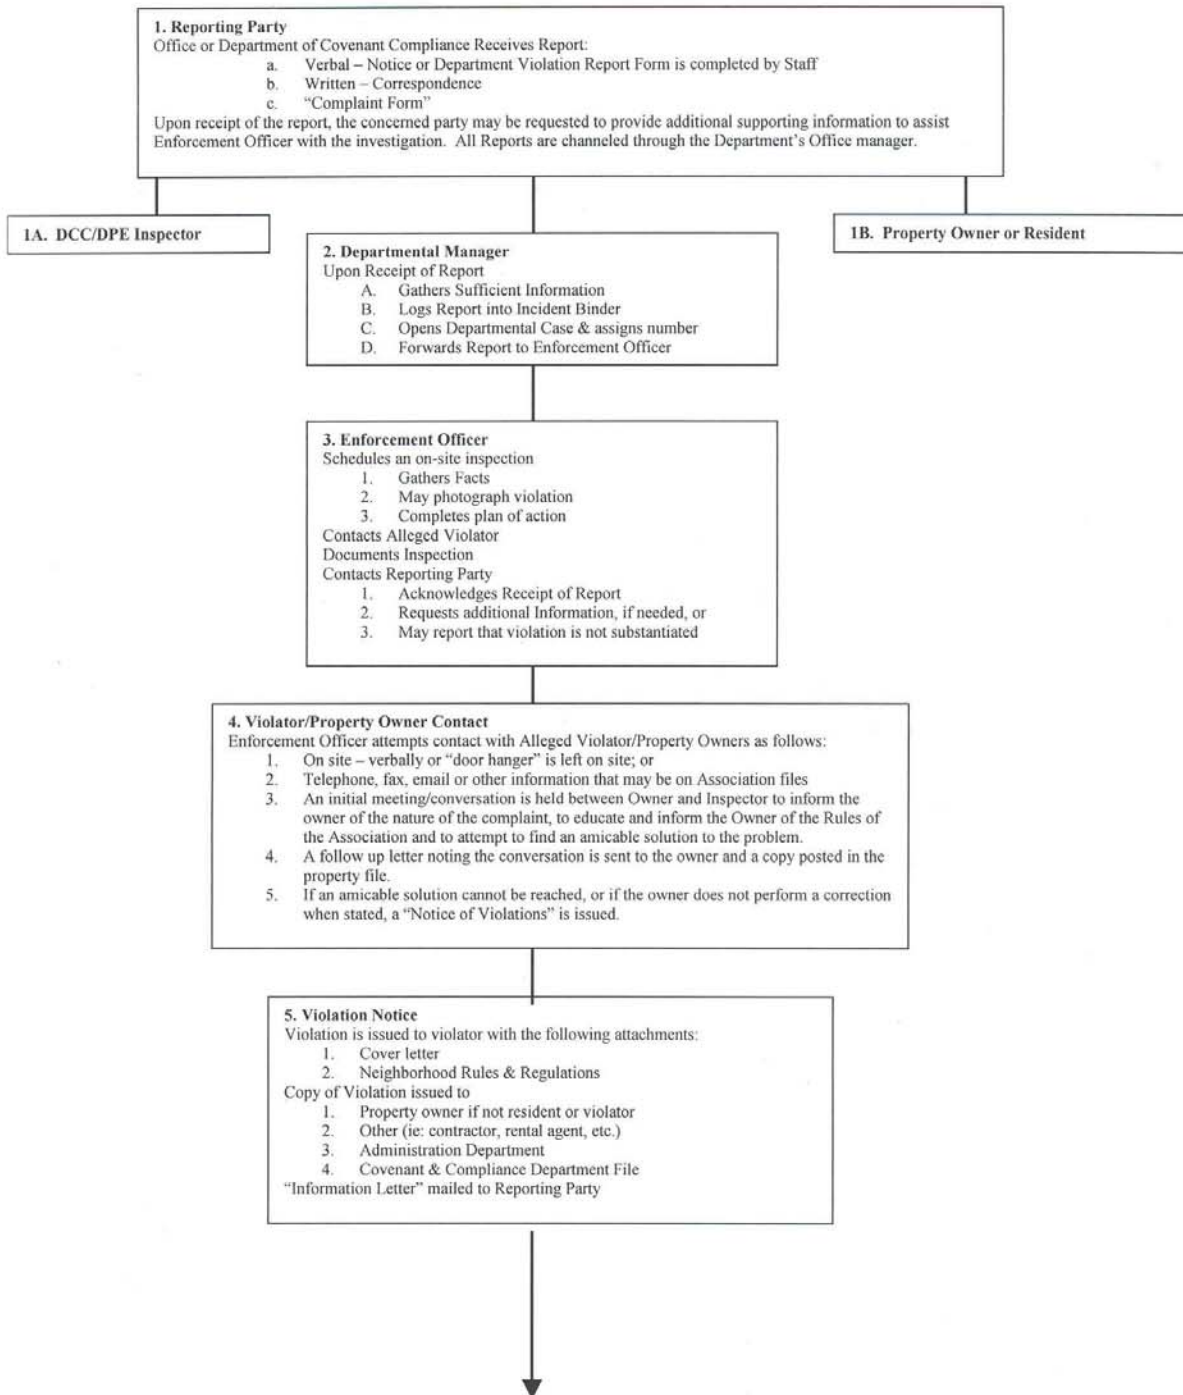 1. Reporting Party
Office or Department of Covenant Compliance Receives Report:
a. Verbal – Notice or Department Violation Report Form is completed by Staff
b. Written – Correspondence
c. “Complaint Form”
Upon receipt of the report, the concerned party may be requested to provide additional supporting information to assist
Enforcement Officer with the investigation. All Reports are channeled through the Department’s Office manager.
1A. DCC/DPE Inspector
1B. Property Owner or Resident
2. Departmental Manager
Upon Receipt of Report
A. Gathers Sufficient Information
B. Logs Report into Incident Binder
C. Opens Departmental Case & assigns number
D. Forwards Report to Enforcement Officer
3. Enforcement Officer
Schedules an on-site inspection
1. Gathers Facts
2. May photograph violation
3. Completes plan of action
Contacts Alleged Violator
Documents Inspection
Contacts Reporting Party
1. Acknowledges Receipt of Report
2. Requests additional Information, if needed, or
3. May report that violation is not substantiated
4. Violator/Property Owner Contact
Enforcement Officer attempts contact with Alleged Violator/Property Owners as follows:
1. On site – verbally or “door hanger” is left on site; or
2. Telephone, fax, email or other information that may be on Association files
3. An initial meeting/conversation is held between Owner and Inspector to inform the
owner of the nature of the complaint, to educate and inform the Owner of the Rules of
the Association and to attempt to find an amicable solution to the problem.
4. A follow up letter noting the conversation is sent to the owner and a copy posted in the
property file.
5. If an amicable solution cannot be reached, or if the owner does not perform a correction
when stated, a “Notice of Violations” is issued.
5. Violation Notice
Violation is issued to violator with the following attachments:
1. Cover letter
2. Neighborhood Rules & Regulations
Copy of Violation issued to
1. Property owner if not resident or violator
2. Other (ie: contractor, rental agent, etc.)
3. Administration Department
4. Covenant & Compliance Department File
“Information Letter” mailed to Reporting Party